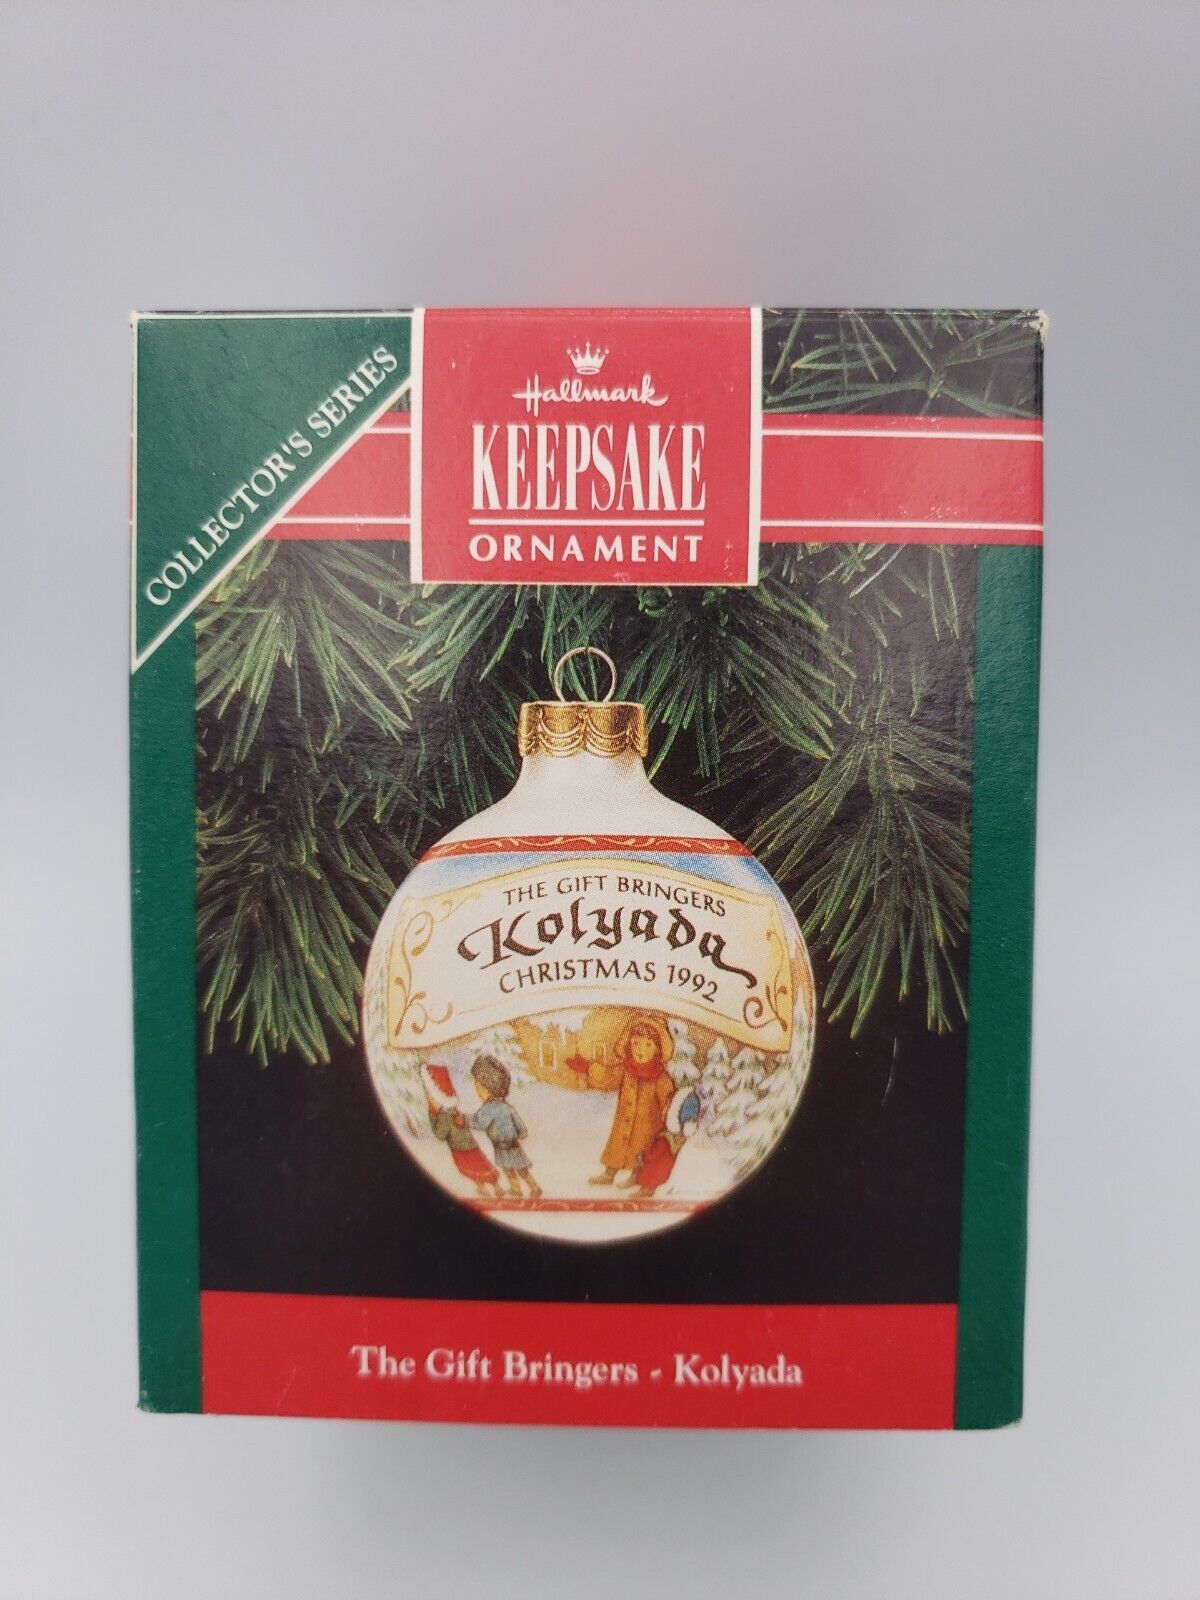 COLLECTOR'S SERIES
Hallmark
KEEPSAKE
ORNAMENT
THE GIFT BRINGERS
Kolyada
CHRISTMAS 1992
The Gift Bringers - Kolyada